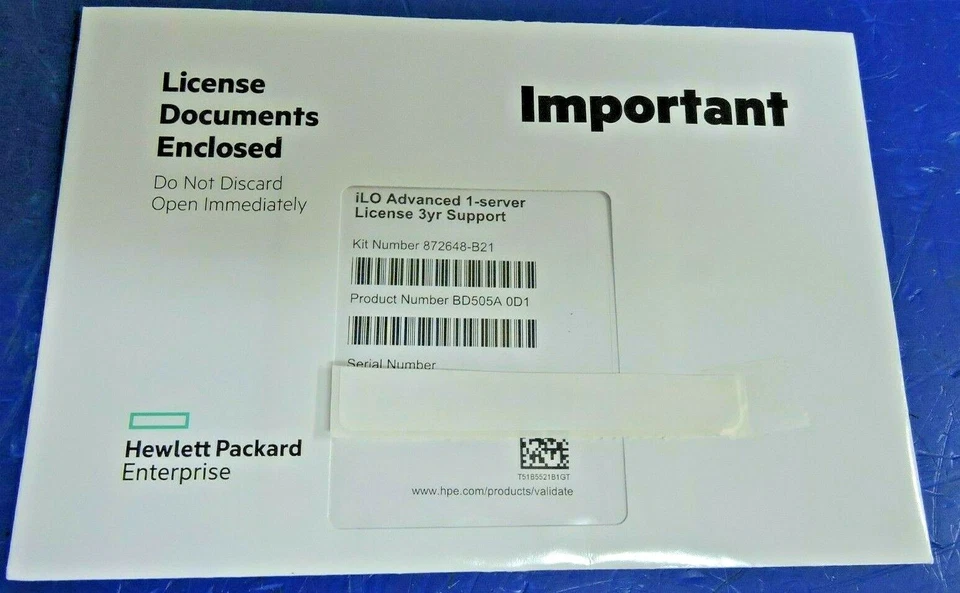 License
Documents
Enclosed
Do Not Discard
Open Immediately
Important
iLO Advanced 1-server
License 3yr Support
Kit Number 872648-B21
Product Number BD505A 0D1
Serial Number
T51B5521B1GT
www.hpe.com/products/validate
Hewlett Packard
Enterprise